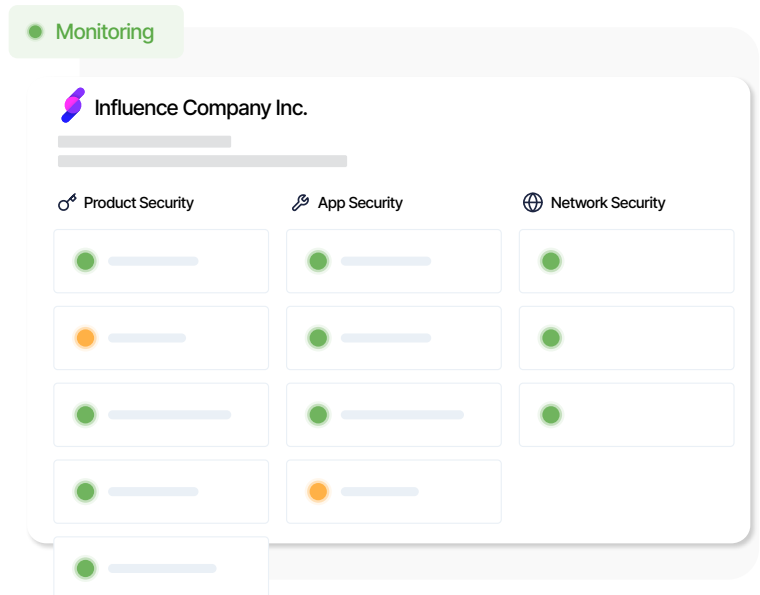 Monitoring
Influence Company Inc.
Product Security
App Security
Network Security